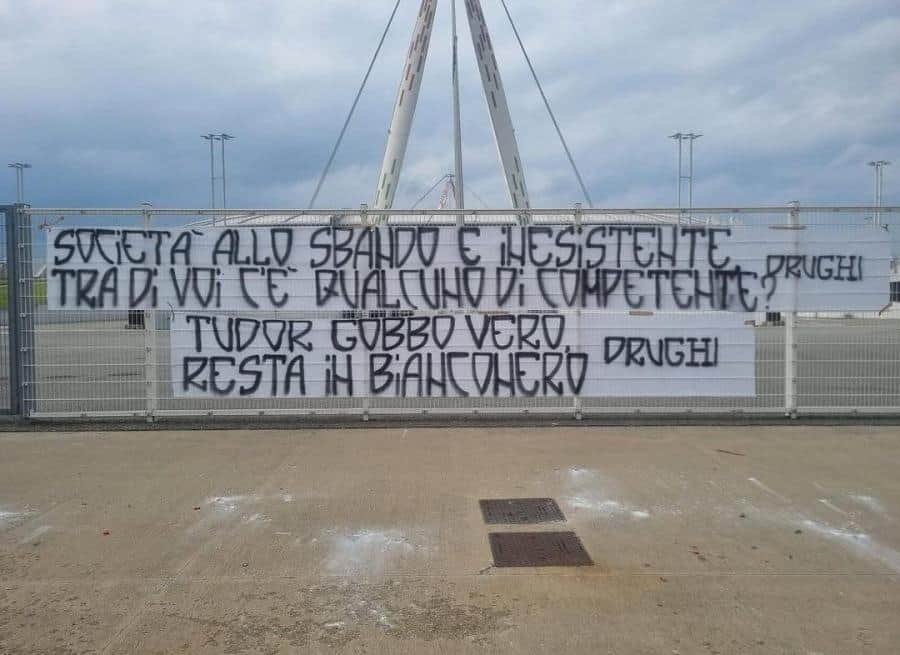 SOCIETA' ALLO SBANDO E INESISTENTE
TRA DI VOI C'E' QUALCUNO DI COMPETENTE?
DRUGHI
TUDOR GOBBO VERO,
RESTA IN BIANCONERO
DRUGHI